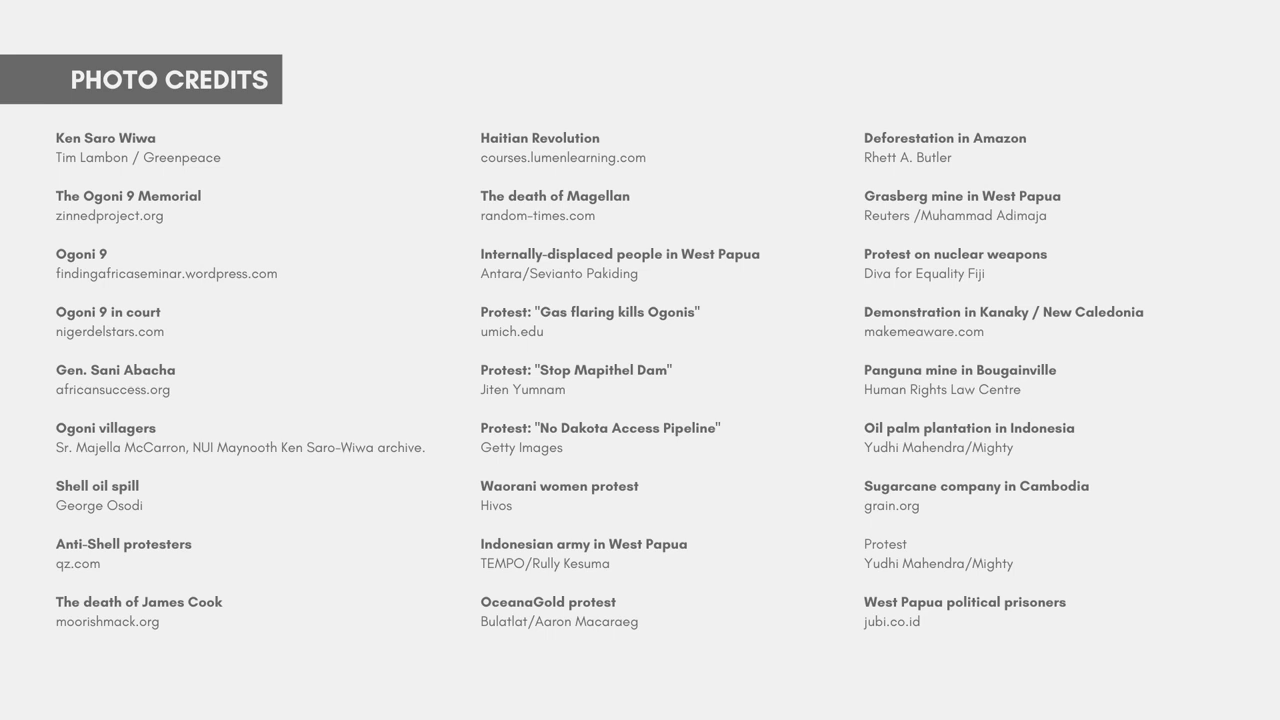 PHOTO CREDITS
Ken Saro Wiwa
Tim Lambon / Greenpeace
The Ogoni 9 Memorial
zinnedproject.org
Ogoni 9
findingafricaseminar.wordpress.com
Ogoni 9 in court
nigerdelstars.com
Gen. Sani Abacha
africansuccess.org
Ogoni villagers
Sr. Majella McCarron, NUI Maynooth Ken Saro-Wiwa archive.
Shell oil spill
George Osodi
Anti-Shell protesters
qz.com
The death of James Cook
moorishmack.org
Haitian Revolution
courses.lumenlearning.com
The death of Magellan
random-times.com
Internally-displaced people in West Papua
Antara/Sevianto Pakiding
Protest: "Gas flaring kills Ogonis"
umich.edu
Protest: "Stop Mapithel Dam"
Jiten Yumnam
Protest: "No Dakota Access Pipeline"
Getty Images
Waorani women protest
Hivos
Indonesian army in West Papua
TEMPO/Rully Kesuma
OceanaGold protest
Bulatlat/Aaron Macaraeg
Deforestation in Amazon
Rhett A. Butler
Grasberg mine in West Papua
Reuters /Muhammad Adimaja
Protest on nuclear weapons
Diva for Equality Fiji
Demonstration in Kanaky / New Caledonia
makemeaware.com
Panguna mine in Bougainville
Human Rights Law Centre
Oil palm plantation in Indonesia
Yudhi Mahendra/Mighty
Sugarcane company in Cambodia
grain.org
Protest
Yudhi Mahendra/Mighty
West Papua political prisoners
jubi.co.id